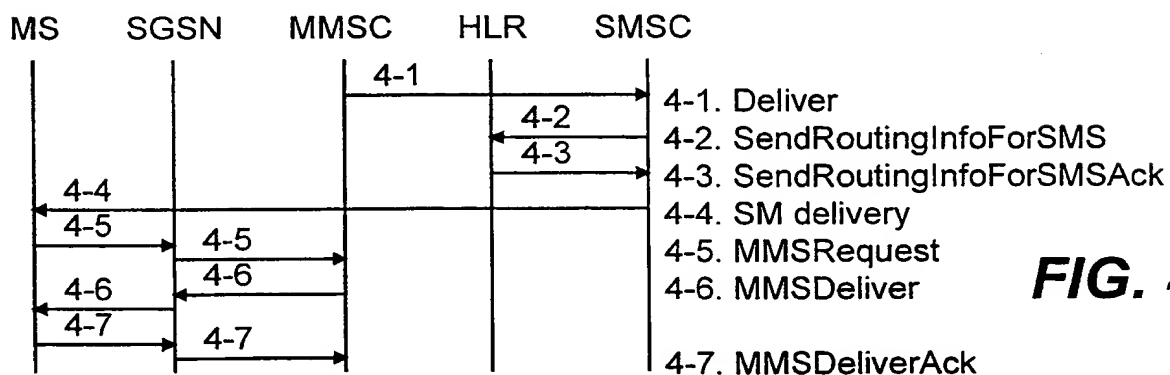 MS SGSN MMSC HLR SMSC
4-1
4-1. Deliver
4-2
4-2. SendRoutingInfoForSMS
4-3
4-3. SendRoutingInfoForSMSAck
4-4
4-4. SM delivery
4-5
4-5
4-5. MMSRequest
4-6
4-6
4-6. MMSDeliver
FIG.
4-7
4-7
4-7. MMSDeliverAck